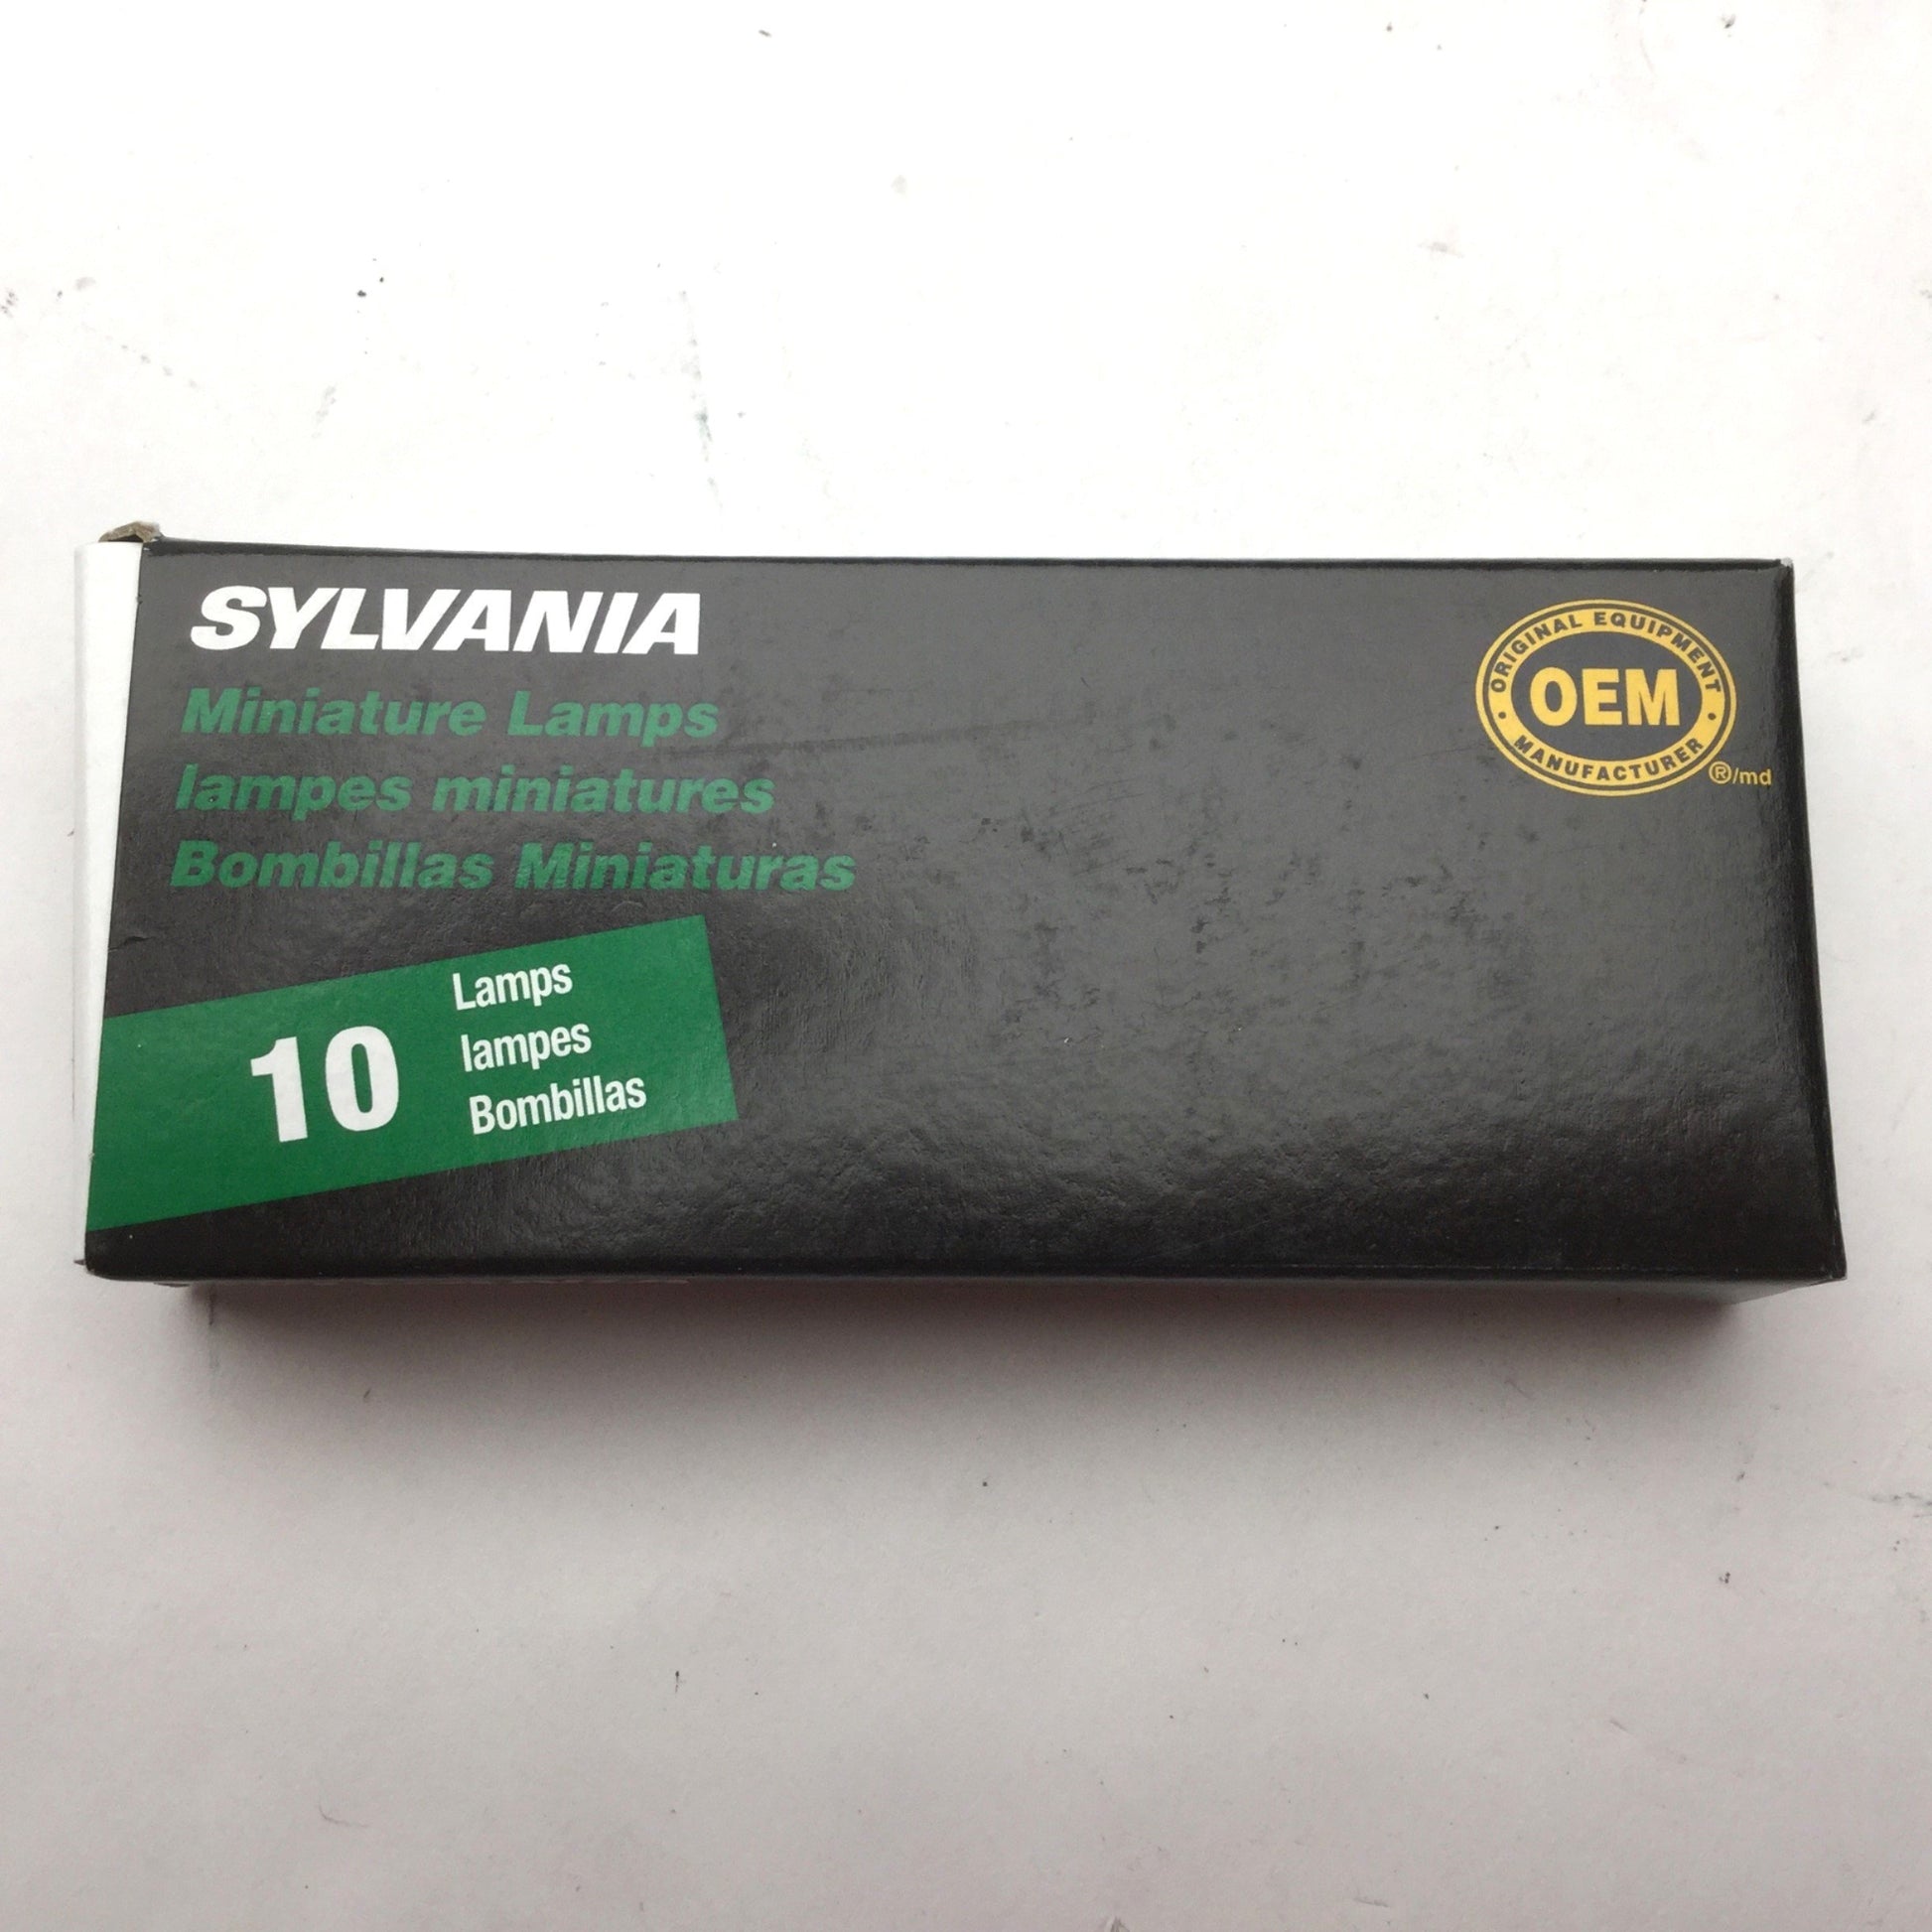 SYLVANIA
Miniature Lamps
lampes miniatures
Bombillas Miniaturas
10
Lamps
lampes
Bombillas
ORIGINAL EQUIPMENT
OEM
MANUFACTURER
®/md